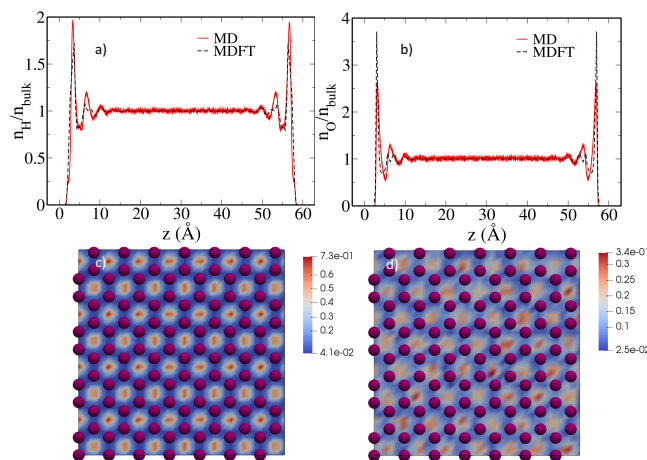 a)
MD
MDFT
n_H/n_bulk
2
1.5
1
0.5
0
0 10 20 30 40 50 60
z (Å)
b)
MD
MDFT
n_O/n_bulk
4
3
2
1
0
0 10 20 30 40 50 60
z (Å)
c)
7.3e-01
0.6
0.5
0.4
0.3
0.2
4.1e-02
d)
3.4e-01
0.3
0.25
0.2
0.15
0.1
2.5e-02